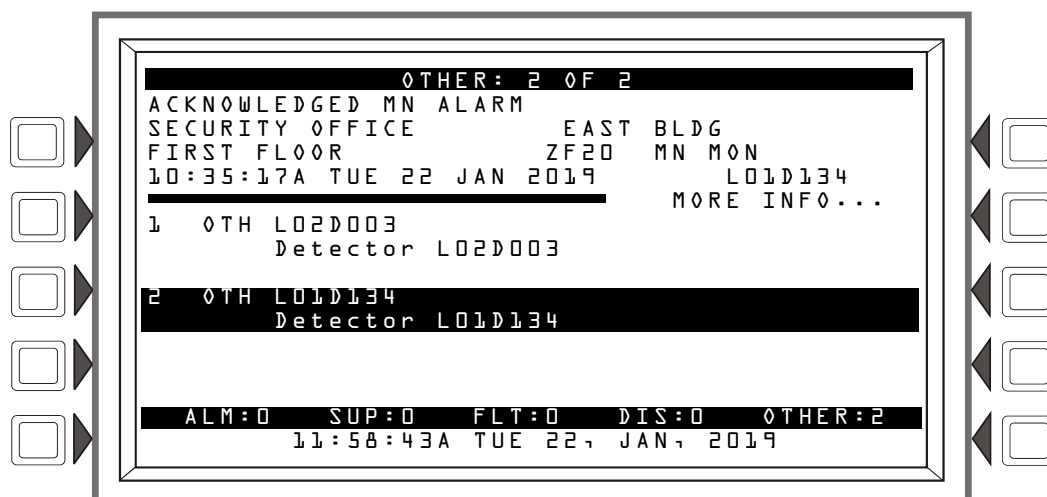 OTHER: 2 OF 2
ACKNOWLEDGED MN ALARM
SECURITY OFFICE EAST BLDG
FIRST FLOOR ZF20 MN MON
10:35:17A TUE 22 JAN 2019 L01D134
MORE INFO...
1 OTH L02D003
Detector L02D003
2 OTH L01D134
Detector L01D134
ALM:0 SUP:0 FLT:0 DIS:0 OTHER:2
11:58:43A TUE 22, JAN, 2019